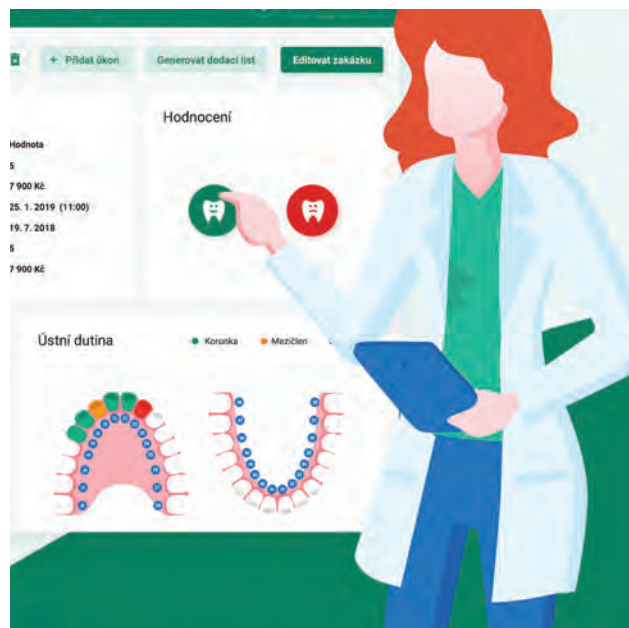 + Přidat úkon
Generovat dodací list
Editovat zakázku
Hodnocení
Hodnota
5
7 900 Kč
25. 1. 2019 (11:00)
19. 7. 2018
5
7 900 Kč
Ústní dutina
Korunka
Mezičlen